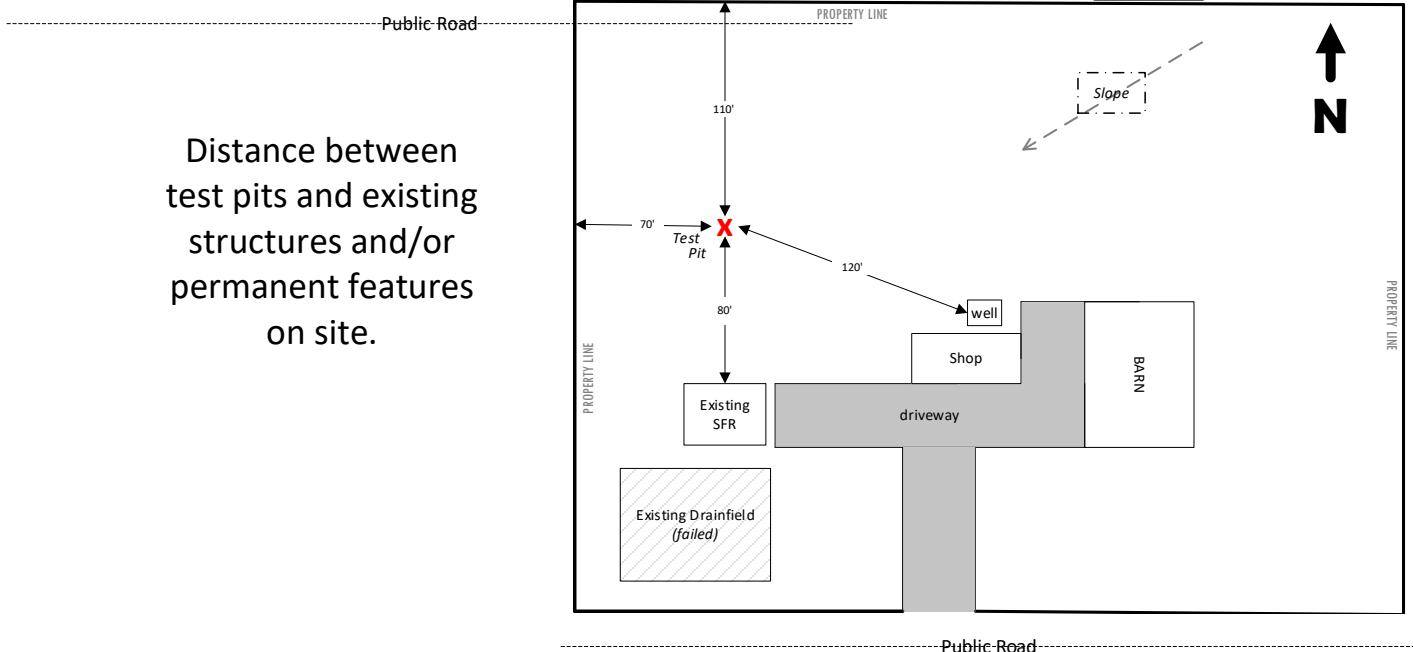 Public Road
PROPERTY LINE
Slope
N
110'
Distance between
test pits and existing
structures and/or
permanent features
on site.
70'
X
Test
Pit
120'
80'
well
PROPERTY LINE
PROPERTY LINE
Shop
BARN
Existing
SFR
driveway
Existing Drainfield
(failed)
Public Road